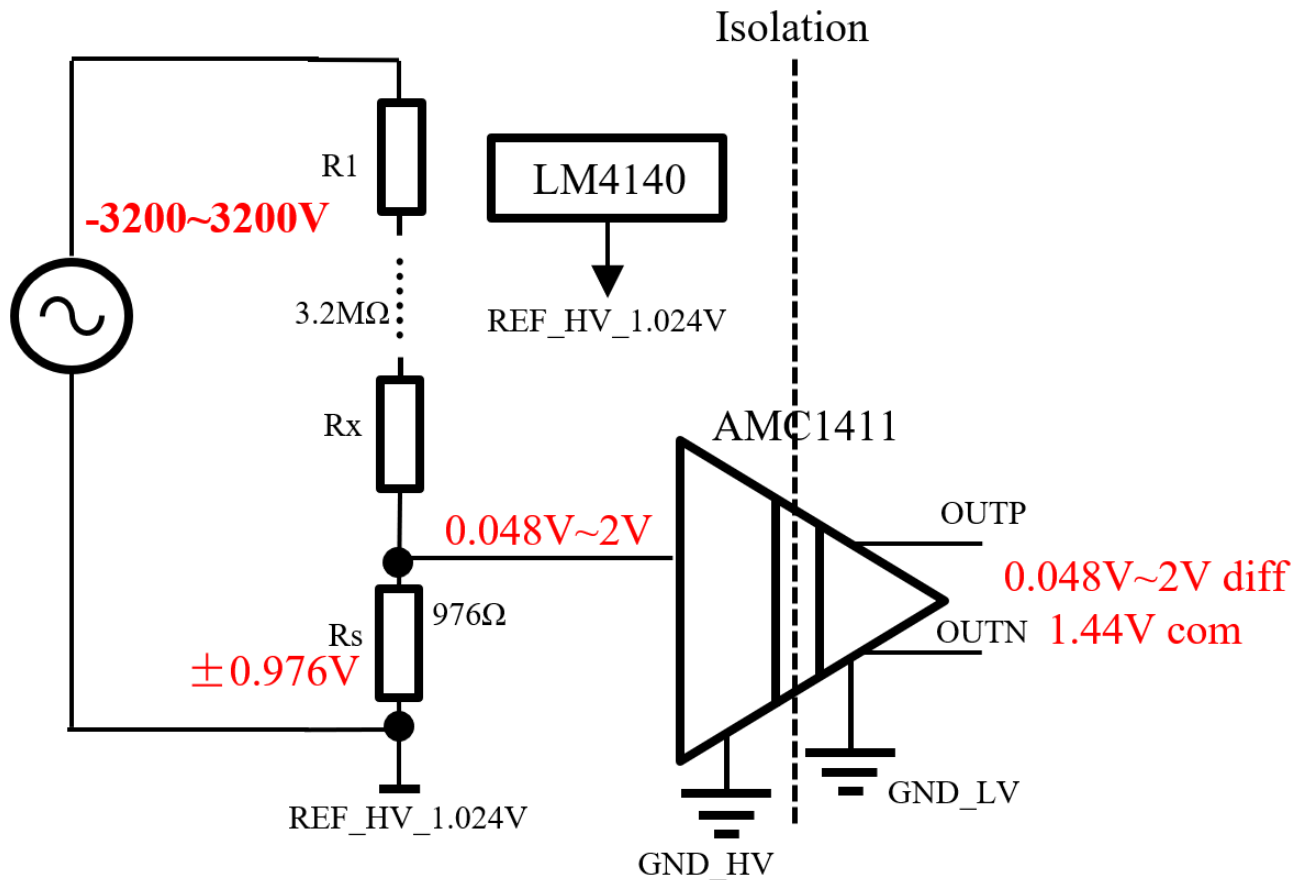 Isolation
R1
LM4140
-3200~3200V
3.2MΩ
REF_HV_1.024V
Rx
AMC1411
0.048V~2V
OUTP
0.048V~2V diff
976Ω
Rs
OUTN
1.44V com
±0.976V
GND_LV
REF_HV_1.024V
GND_HV